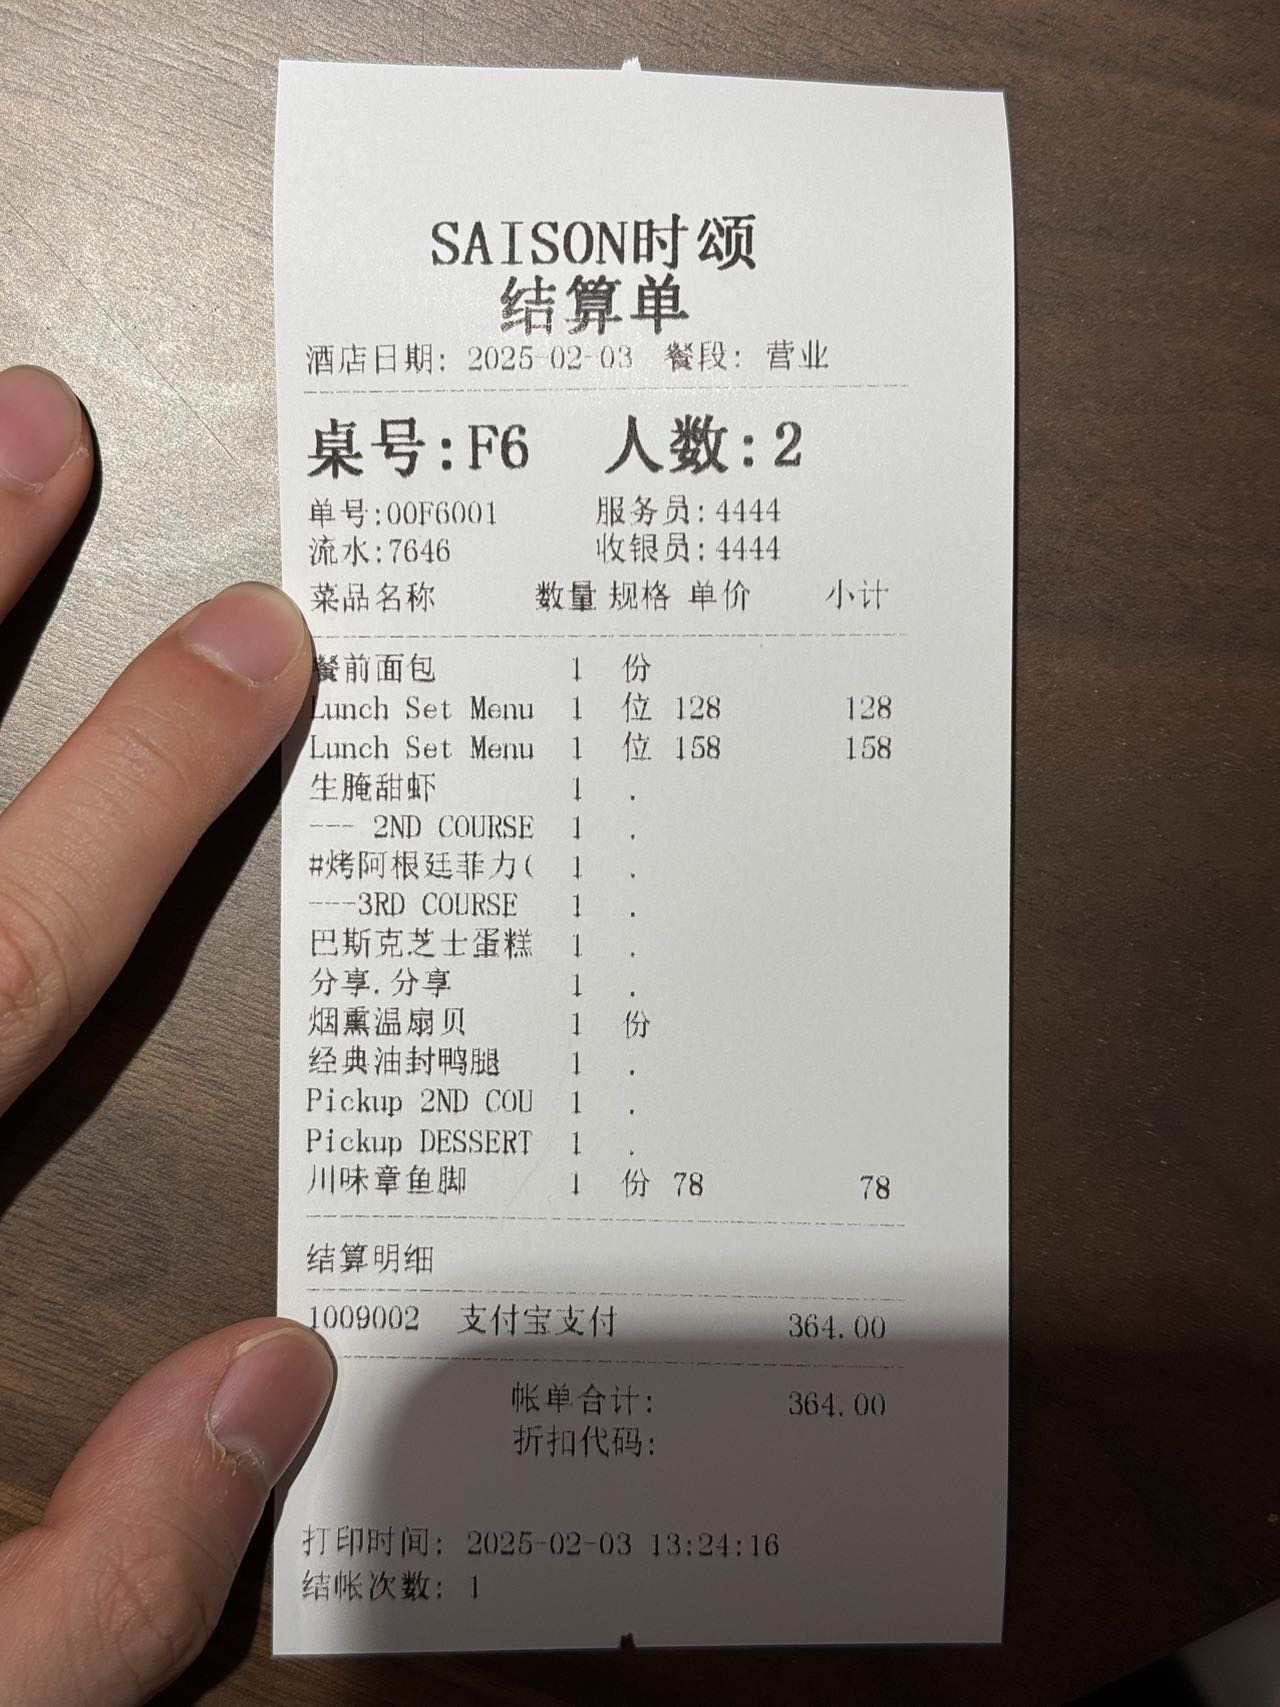 SAISON时颂
结算单
酒店日期: 2025-02-03 餐段: 营业
桌号:F6 人数:2
单号:00F6001 服务员:4444
流水:7646 收银员:4444
菜品名称 数量 规格 单价 小计
餐前面包 1 份
Lunch Set Menu 1 位 128 128
Lunch Set Menu 1 位 158 158
生腌甜虾 1 .
--- 2ND COURSE 1 .
#烤阿根廷菲力( 1 .
---3RD COURSE 1 .
巴斯克芝士蛋糕 1 .
分享.分享 1 .
烟熏温扇贝 1 份
经典油封鸭腿 1 .
Pickup 2ND COU 1 .
Pickup DESSERT 1 .
川味章鱼脚 1 份 78 78
结算明细
1009002 支付宝支付 364.00
帐单合计: 364.00
折扣代码:
打印时间: 2025-02-03 13:24:16
结帐次数: 1